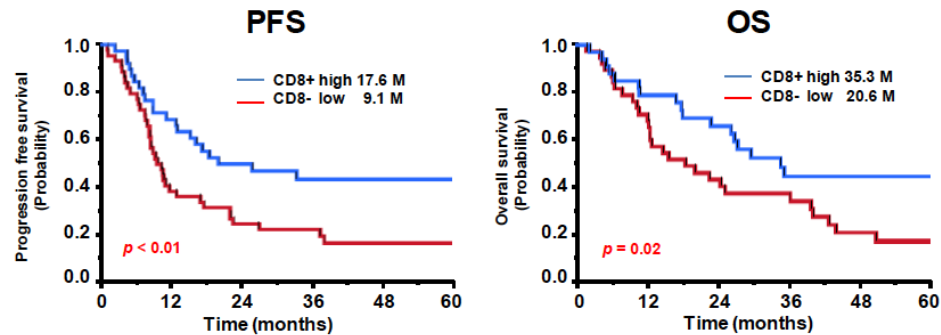 PFS
Progression free survival
(Probability)
1.0
0.8
0.6
0.4
0.2
0.0
CD8+ high 17.6 M
CD8- low 9.1 M
p < 0.01
0 12 24 36 48 60
Time (months)
OS
Overall survival
(Probability)
1.0
0.8
0.6
0.4
0.2
0.0
CD8+ high 35.3 M
CD8- low 20.6 M
p = 0.02
0 12 24 36 48 60
Time (months)